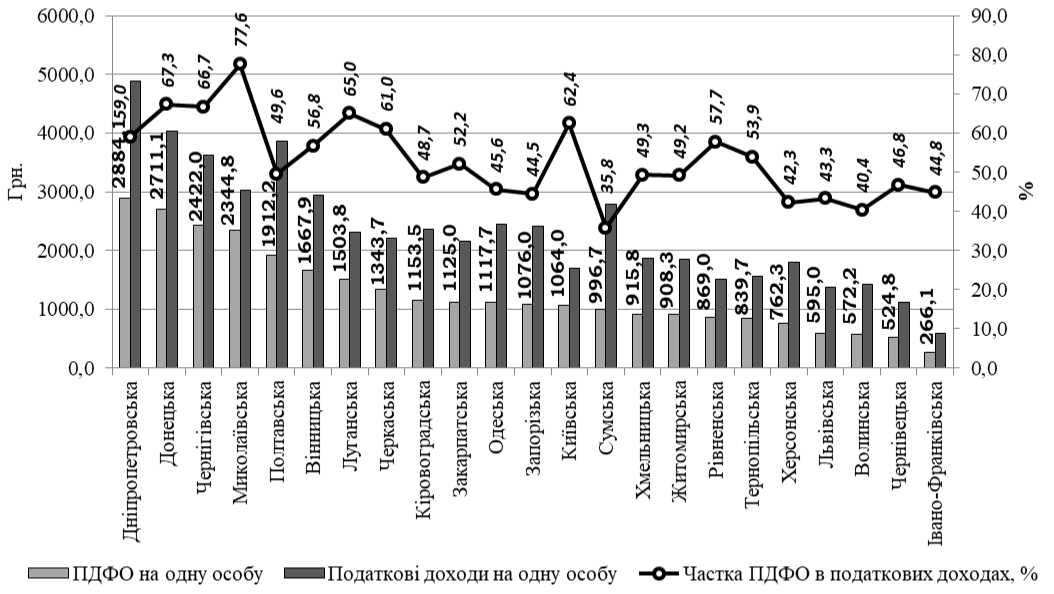 6000,0
5000,0
4000,0
3000,0
2000,0
1000,0
0,0
Грн.
90,0
80,0
70,0
60,0
50,0
40,0
30,0
20,0
10,0
0,0
%
59,0
67,3
66,7
77,6
49,6
56,8
65,0
61,0
48,7
52,2
45,6
44,5
62,4
35,8
49,3
49,2
57,7
53,9
42,3
43,3
40,4
46,8
44,8
2884,1
2711,1
2422,0
2344,8
1912,2
1667,9
1503,8
1343,7
1153,5
1125,0
1117,7
1076,0
1064,0
996,7
915,8
908,3
869,0
839,7
762,3
595,0
572,2
524,8
266,1
Дніпропетровська
Донецька
Чернігівська
Миколаївська
Полтавська
Вінницька
Луганська
Черкаська
Кіровоградська
Закарпатська
Одеська
Запорізька
Київська
Сумська
Хмельницька
Житомирська
Рівненська
Тернопільська
Херсонська
Львівська
Волинська
Чернівецька
Івано-Франківська
ПДФО на одну особу
Податкові доходи на одну особу
Частка ПДФО в податкових доходах, %